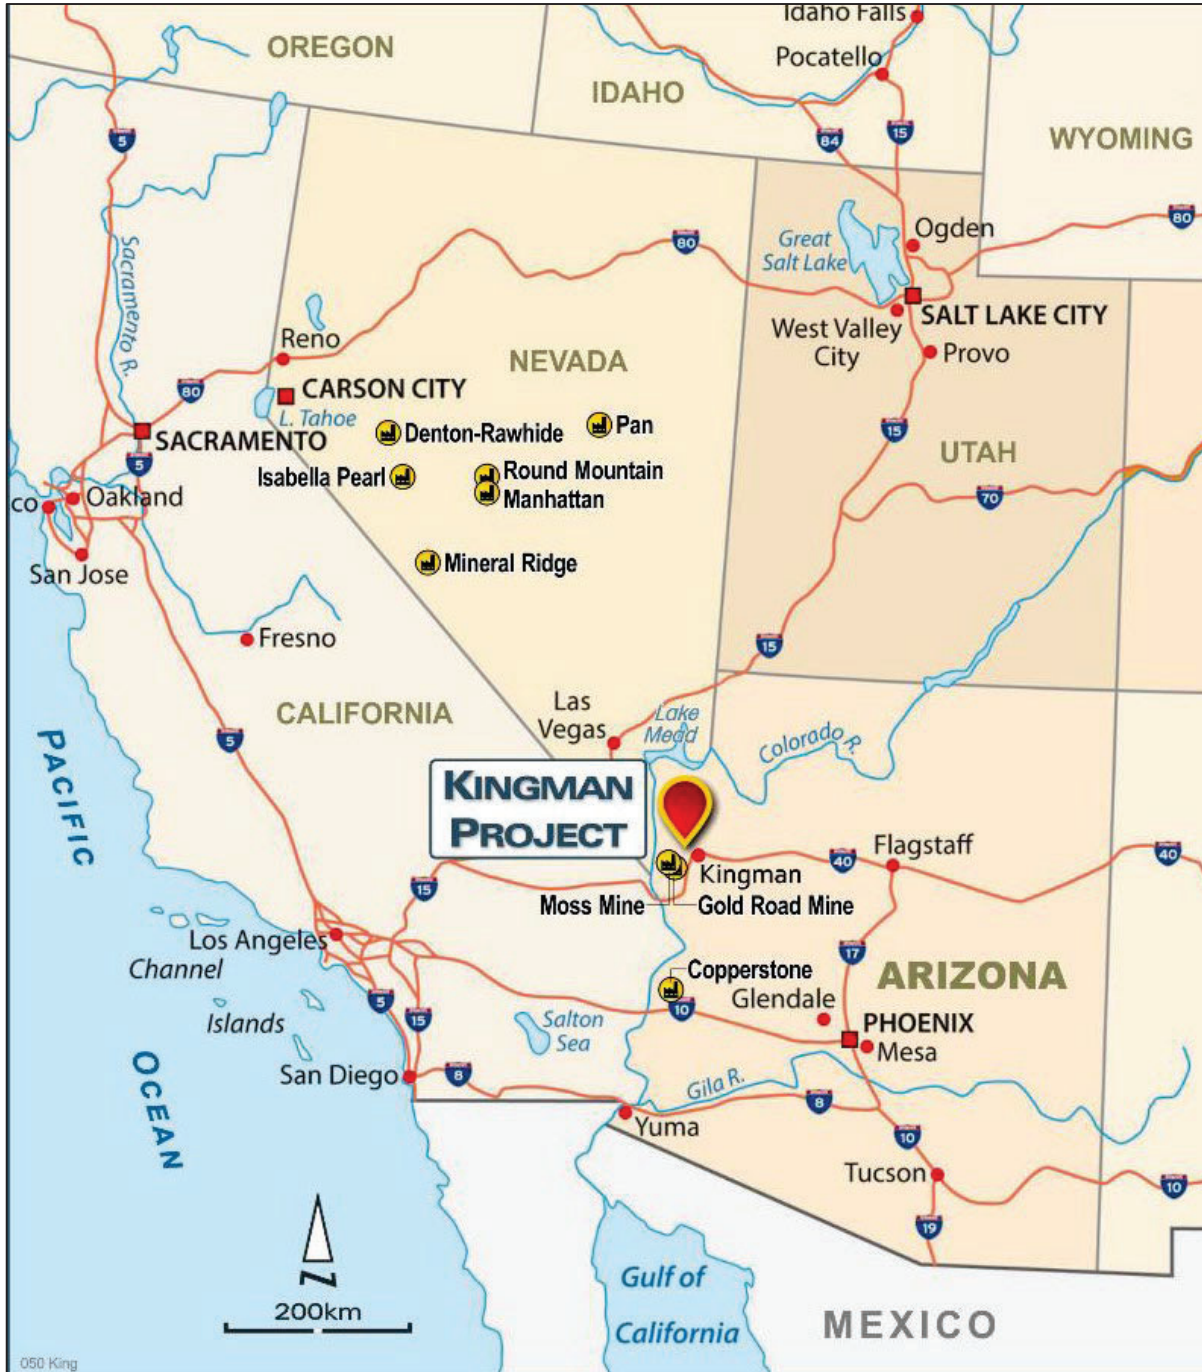 Idaho Falls
OREGON
Pocatello
IDAHO
5
84
15
WYOMING
80
Sacramento R.
80
Great
Salt Lake
Ogden
SALT LAKE CITY
West Valley
City
Provo
Reno
NEVADA
80
CARSON CITY
L. Tahoe
SACRAMENTO
5
Denton-Rawhide
Pan
15
UTAH
Isabella Pearl
Round Mountain
Manhattan
70
co
Oakland
San Jose
Mineral Ridge
Fresno
15
CALIFORNIA
5
Las
Vegas
Lake
Mead
Colorado R.
PACIFIC
OCEAN
KINGMAN
PROJECT
Kingman
40
Flagstaff
40
15
Moss Mine
Gold Road Mine
Los Angeles
Channel
Islands
5
15
Copperstone
10
Glendale
17
ARIZONA
PHOENIX
Mesa
Salton
Sea
San Diego
8
Gila R.
8
Yuma
10
Tucson
10
19
Gulf of
California
MEXICO
N
200km
050 King